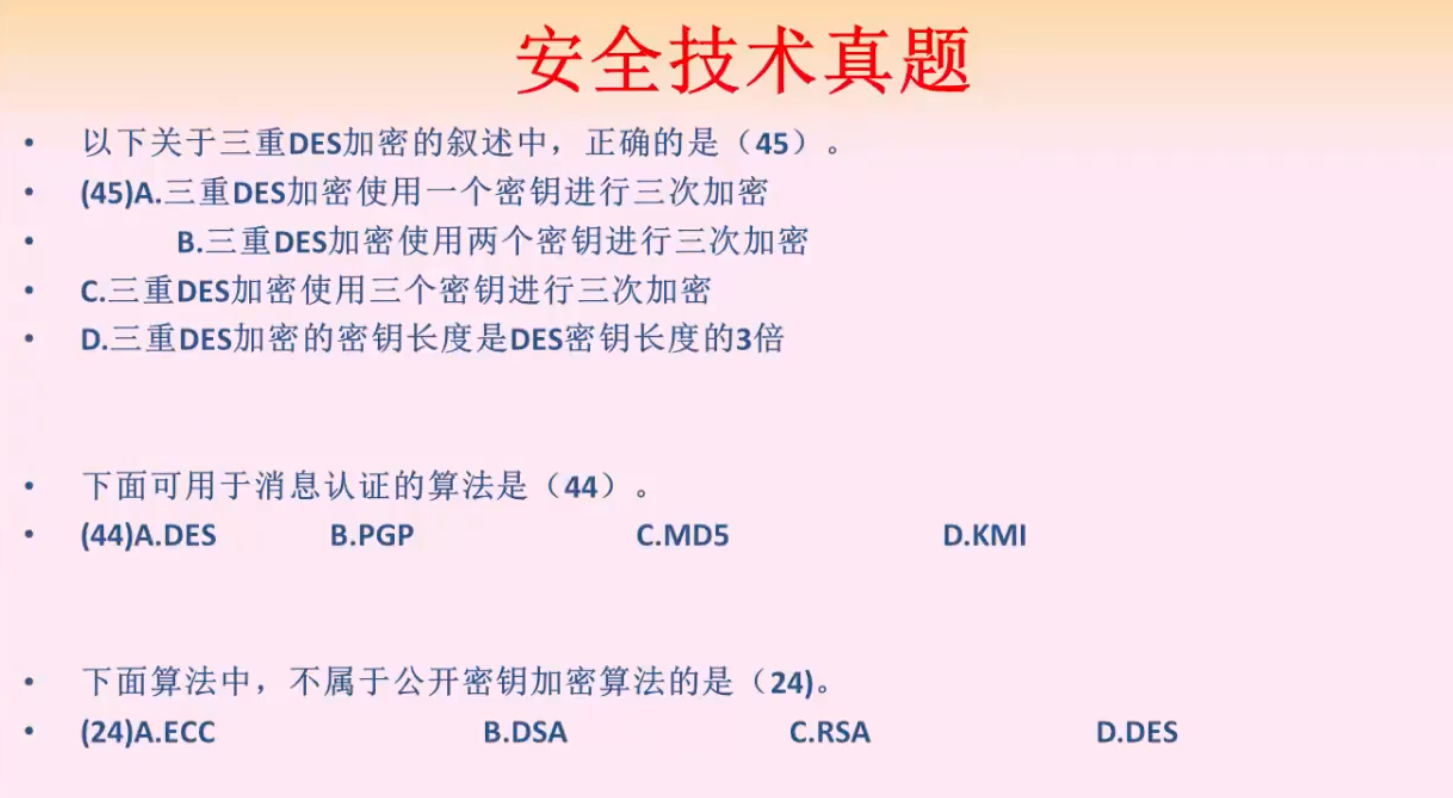 安全技术真题
• 以下关于三重DES加密的叙述中，正确的是（45）。
• (45)A.三重DES加密使用一个密钥进行三次加密
• B.三重DES加密使用两个密钥进行三次加密
• C.三重DES加密使用三个密钥进行三次加密
• D.三重DES加密的密钥长度是DES密钥长度的3倍
• 下面可用于消息认证的算法是（44）。
• (44)A.DES B.PGP C.MD5 D.KMI
• 下面算法中，不属于公开密钥加密算法的是（24)。
• (24)A.ECC B.DSA C.RSA D.DES